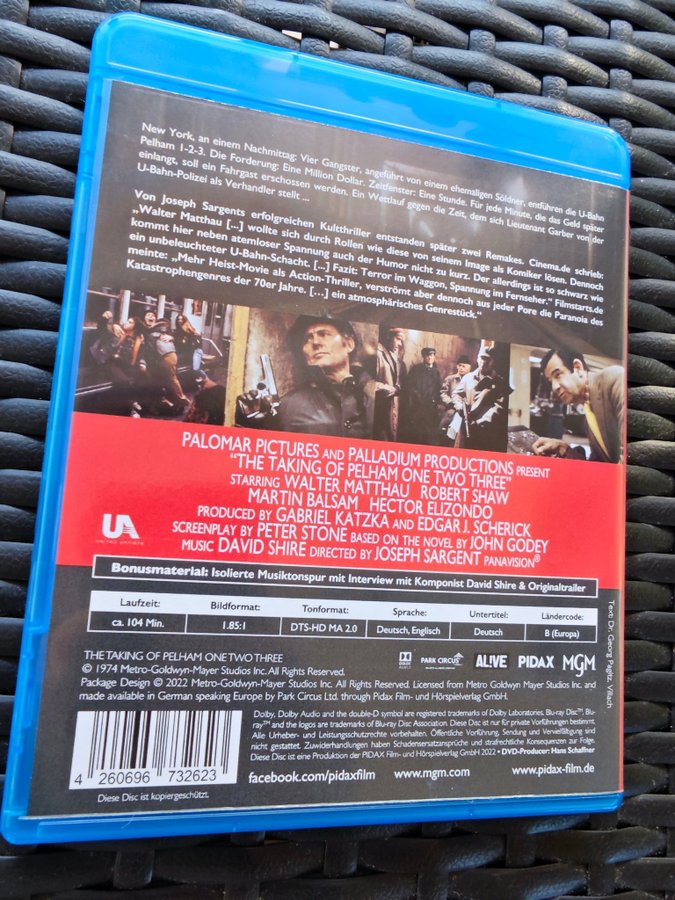 New York, an einem Nachmittag: Vier Gangster, angeführt von einem ehemaligen Söldner, entführen die U-Bahn
Pelham 1-2-3. Die Forderung: Eine Million Dollar. Zeitfenster: Eine Stunde. Für jede Minute, die das Geld später
einlangt, soll ein Fahrgast erschossen werden. Ein Wettlauf gegen die Zeit, dem sich Lieutenant Garber von der
U-Bahn-Polizei als Verhandler stellt ...
Von Joseph Sargents erfolgreichen Kultthriller entstanden später zwei Remakes. Cinema.de schrieb:
„Walter Matthau [...] wollte sich durch Rollen wie diese von seinem Image als Komiker lösen. Dennoch
kommt hier neben atemloser Spannung auch der Humor nicht zu kurz. Der allerdings ist so schwarz wie
ein unbeleuchteter U-Bahn-Schacht. [...] Fazit: Terror im Waggon, Spannung im Fernseher.“ Filmstarts.de
meinte: „Mehr Heist-Movie als Action-Thriller, verströmt aber dennoch aus jeder Pore die Paranoia des
Katastrophengenres der 70er Jahre. [...] ein atmosphärisches Genrestück.“
PALOMAR PICTURES AND PALLADIUM PRODUCTIONS PRESENT
“THE TAKING OF PELHAM ONE TWO THREE”
STARRING WALTER MATTHAU ROBERT SHAW
MARTIN BALSAM HECTOR ELIZONDO
PRODUCED BY GABRIEL KATZKA AND EDGAR J. SCHERICK
SCREENPLAY BY PETER STONE BASED ON THE NOVEL BY JOHN GODEY
MUSIC DAVID SHIRE DIRECTED BY JOSEPH SARGENT PANAVISION®
UA
UNITED ARTISTS
Bonusmaterial: Isolierte Musiktonspur mit Interview mit Komponist David Shire & Originaltrailer
Laufzeit: Bildformat: Tonformat: Sprache: Untertitel: Ländercode:
ca. 104 Min. 1.85:1 DTS-HD MA 2.0 Deutsch, Englisch Deutsch B (Europa)
DOLBY AUDIO PARK CIRCUS AL!VE PIDAX MGM
THE TAKING OF PELHAM ONE TWO THREE
© 1974 Metro-Goldwyn-Mayer Studios Inc. All Rights Reserved.
Package Design © 2022 Metro-Goldwyn-Mayer Studios Inc. All Rights Reserved. Licensed from Metro-Goldwyn Mayer Studios Inc. and
made available in German speaking Europe by Park Circus Ltd. through Pidax Film- und Hörspielverlag GmbH.
Dolby, Dolby Audio and the double-D symbol are registered trademarks of Dolby Laboratories. Blu-ray Disc™, Blu-
ray™ and the logos are trademarks of Blu-ray Disc Association. Diese Disc ist nur für private Vorführungen bestimmt.
Alle Urheber- und Leistungsschutzrechte vorbehalten. Öffentliche Vorführung, Sendung und Vervielfältigung sind
nicht gestattet. Zuwiderhandlungen haben Schadensersatzansprüche und strafrechtliche Konsequenzen zur Folge.
Diese Disc ist eine Produktion der PIDAX Film- und Hörspielverlag GmbH 2022 • DVD-Producer: Hans Schaffner
4 260696 732623
Diese Disc ist kopiergeschützt.
facebook.com/pidaxfilm www.mgm.com www.pidax-film.de
Text: Dr. Georg Pagitz, Villach